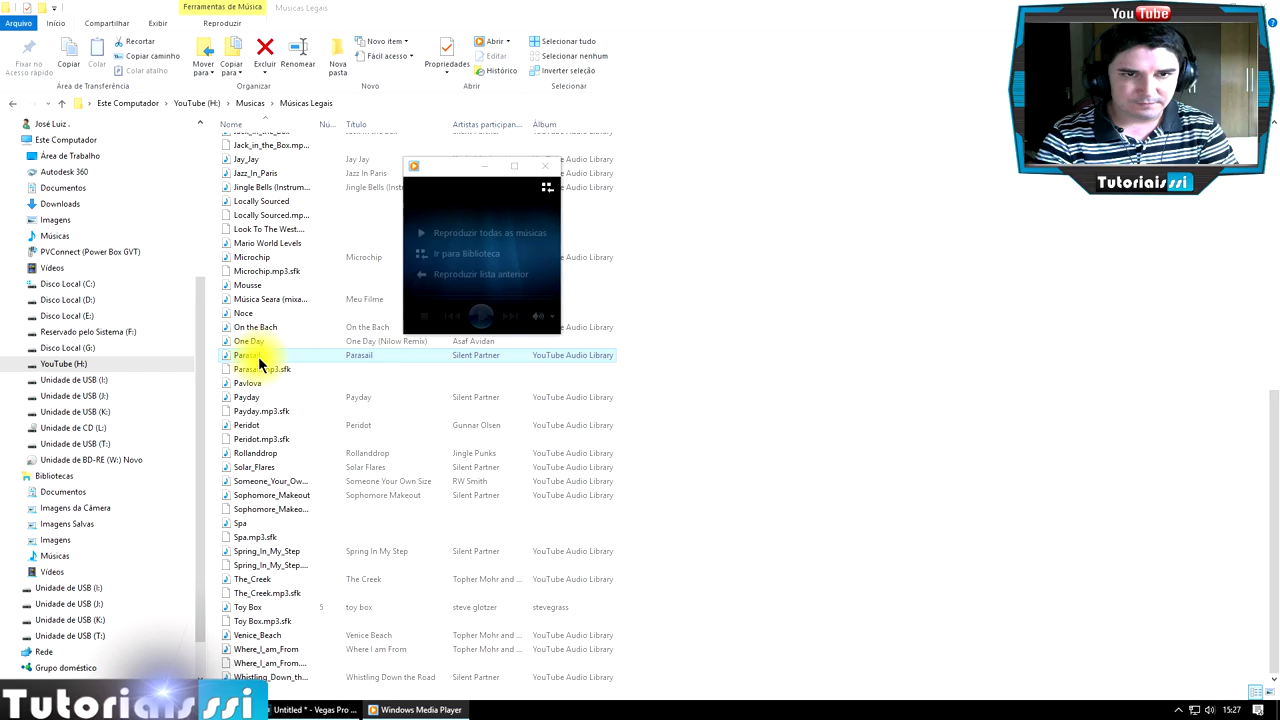 Ferramentas de Música
Músicas Legais
Arquivo
Início
Compartilhar
Exibir
Reproduzir
Fixar no Acesso rápido
Copiar
Colar
Recortar
Copiar caminho
Colar atalho
Mover para
Copiar para
Excluir
Renomear
Nova pasta
Novo item
Fácil acesso
Propriedades
Abrir
Editar
Histórico
Selecionar tudo
Selecionar nenhum
Inverter seleção
Área de Transferência
Organizar
Novo
Abrir
Selecionar
Este Computador
YouTube (H:)
Musicas
Músicas Legais
José Luiz .
Este Computador
Área de Trabalho
Autodesk 360
Documentos
Downloads
Imagens
Músicas
PVConnect (Power Box GVT)
Vídeos
Disco Local (C:)
Disco Local (D:)
Disco Local (E:)
Reservado pelo Sistema (F:)
Disco Local (G:)
YouTube (H:)
Unidade de USB (I:)
Unidade de USB (J:)
Unidade de USB (K:)
Unidade de CD (L:)
Unidade de USB (T:)
Unidade de BD-RE (W:) Novo
Bibliotecas
Documentos
Imagens da Câmera
Imagens Salvas
Imagens
Músicas
Vídeos
Unidade de USB (I:)
Unidade de USB (J:)
Unidade de USB (K:)
Unidade de USB (T:)
Rede
Grupo doméstico
Nome Nú... Título Artistas participan... Álbum
Jack_in_the_Box.mp...
Jay_Jay Jay Jay YouTube Audio Library
Jazz_In_Paris Jazz In Paris YouTube Audio Library
Jingle Bells (Instrum... Jingle Bells (Inst YouTube Audio Library
Locally Sourced YouTube Audio Library
Locally Sourced.mp...
Look To The West....
Mario World Levels
Microchip Microchip YouTube Audio Library
Microchip.mp3.sfk
Mousse
Música Seara (mixa... Meu Filme
Noce
On the Bach On the Bach YouTube Audio Library
One Day One Day (Nilow Remix) Asaf Avidan
Parasail Parasail Silent Partner YouTube Audio Library
Parasail.mp3.sfk
Pavlova
Payday Payday Silent Partner YouTube Audio Library
Payday.mp3.sfk
Peridot Peridot Gunnar Olsen YouTube Audio Library
Peridot.mp3.sfk
Rollanddrop Rollanddrop Jingle Punks YouTube Audio Library
Solar_Flares Solar Flares Silent Partner YouTube Audio Library
Someone_Your_Ow... Someone Your Own Size RW Smith YouTube Audio Library
Sophomore_Makeout Sophomore Makeout Silent Partner YouTube Audio Library
Sophomore_Makeo...
Spa
Spa.mp3.sfk
Spring_In_My_Step Spring In My Step Silent Partner YouTube Audio Library
Spring_In_My_Step....
The_Creek The Creek Topher Mohr and ... YouTube Audio Library
The_Creek.mp3.sfk
Toy Box 5 toy box steve glotzer stevegrass
Toy Box.mp3.sfk
Venice_Beach Venice Beach Topher Mohr and ... YouTube Audio Library
Where_I_am_From Where I am From Topher Mohr and ... YouTube Audio Library
Where_I_am_From....
Whistling_Down_th... Whistling Down the Road Silent Partner YouTube Audio Library
Reproduzir todas as músicas
Ir para Biblioteca
Reproduzir lista anterior
You Tube
Tutoriaisssi
Tutoriaisssi
Untitled * - Vegas Pro ...
Windows Media Player
15:27